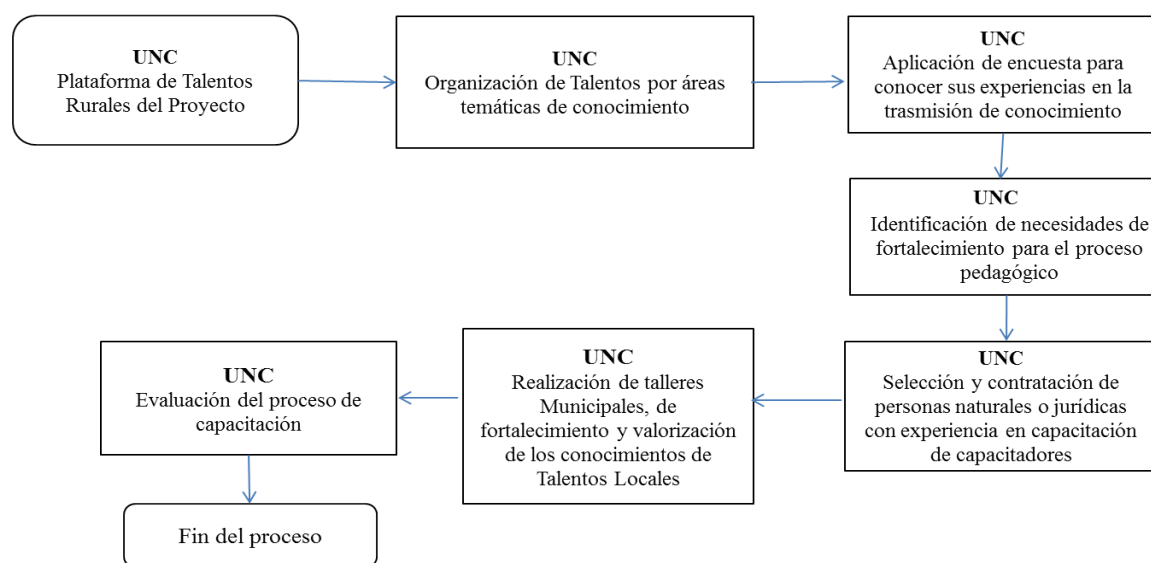 UNC
Plataforma de Talentos
Rurales del Proyecto
UNC
Organización de Talentos por áreas
temáticas de conocimiento
UNC
Aplicación de encuesta para
conocer sus experiencias en la
trasmisión de conocimiento
UNC
Identificación de necesidades de
fortalecimiento para el proceso
pedagógico
UNC
Selección y contratación de
personas naturales o jurídicas
con experiencia en capacitación
de capacitadores
UNC
Realización de talleres
Municipales, de
fortalecimiento y valorización
de los conocimientos de
Talentos Locales
UNC
Evaluación del proceso de
capacitación
Fin del proceso